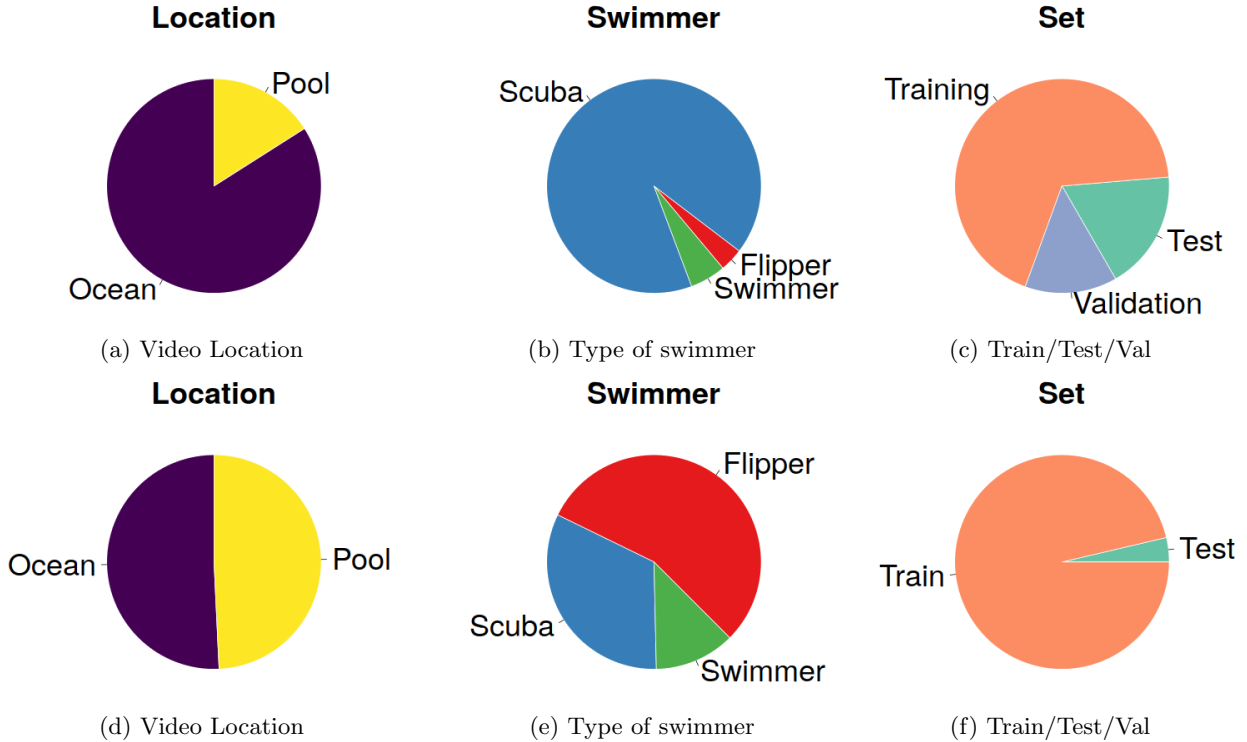 Location
Pool
Ocean
(a) Video Location
Swimmer
Scuba
Flipper
Swimmer
(b) Type of swimmer
Set
Training
Test
Validation
(c) Train/Test/Val
Location
Ocean
Pool
(d) Video Location
Swimmer
Flipper
Scuba
Swimmer
(e) Type of swimmer
Set
Test
Train
(f) Train/Test/Val